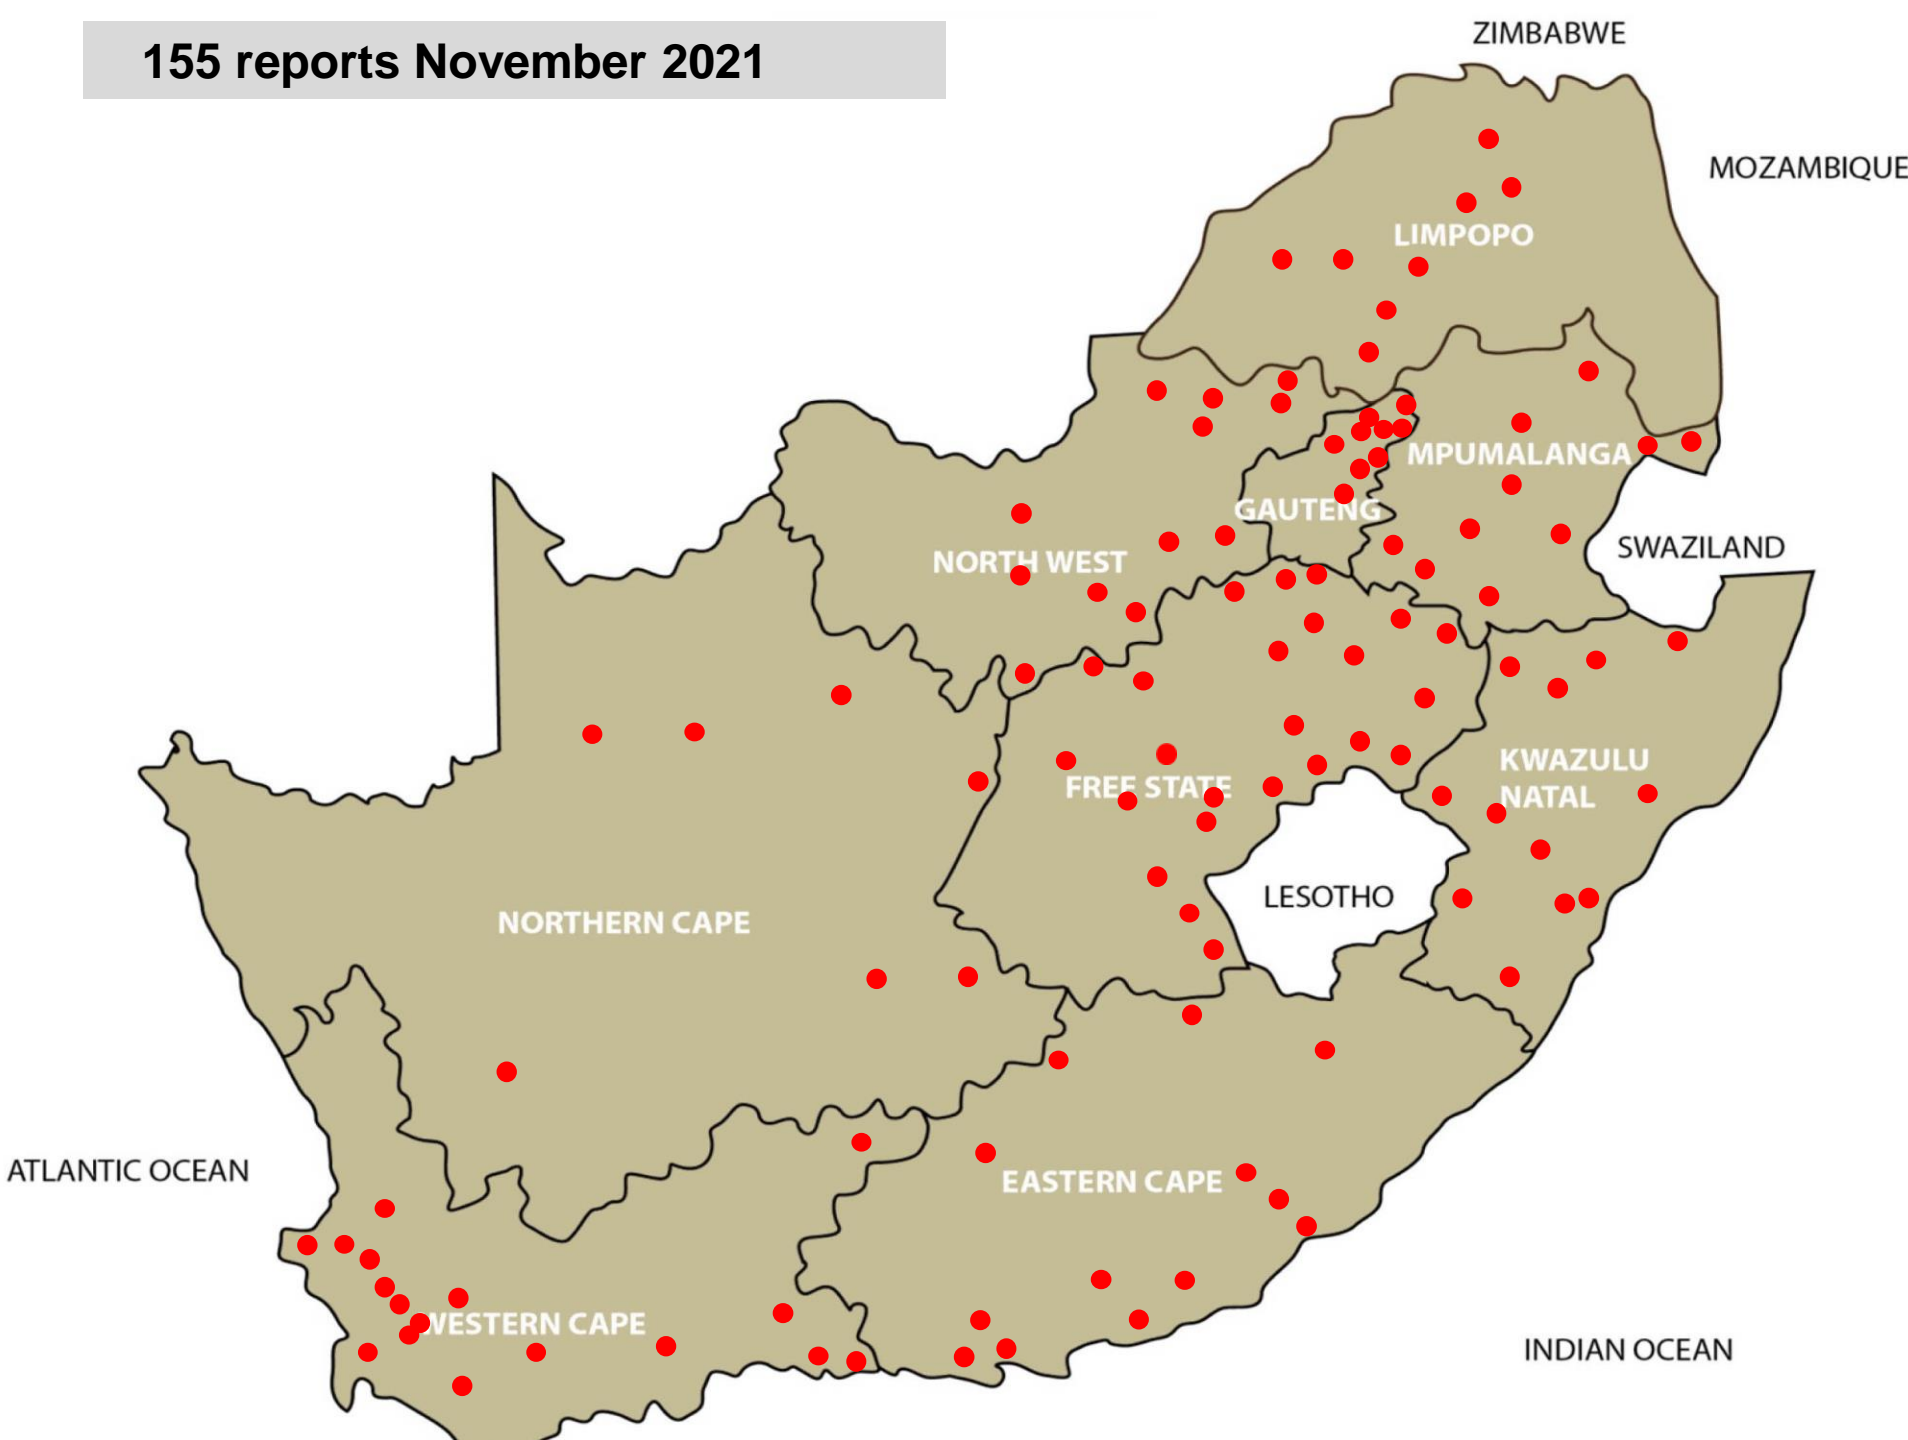 155 reports November 2021
ZIMBABWE
MOZAMBIQUE
LIMPOPO
MPUMALANGA
GAUTENG
SWAZILAND
NORTH WEST
KWAZULU
NATAL
FREE STATE
LESOTHO
NORTHERN CAPE
ATLANTIC OCEAN
EASTERN CAPE
WESTERN CAPE
INDIAN OCEAN